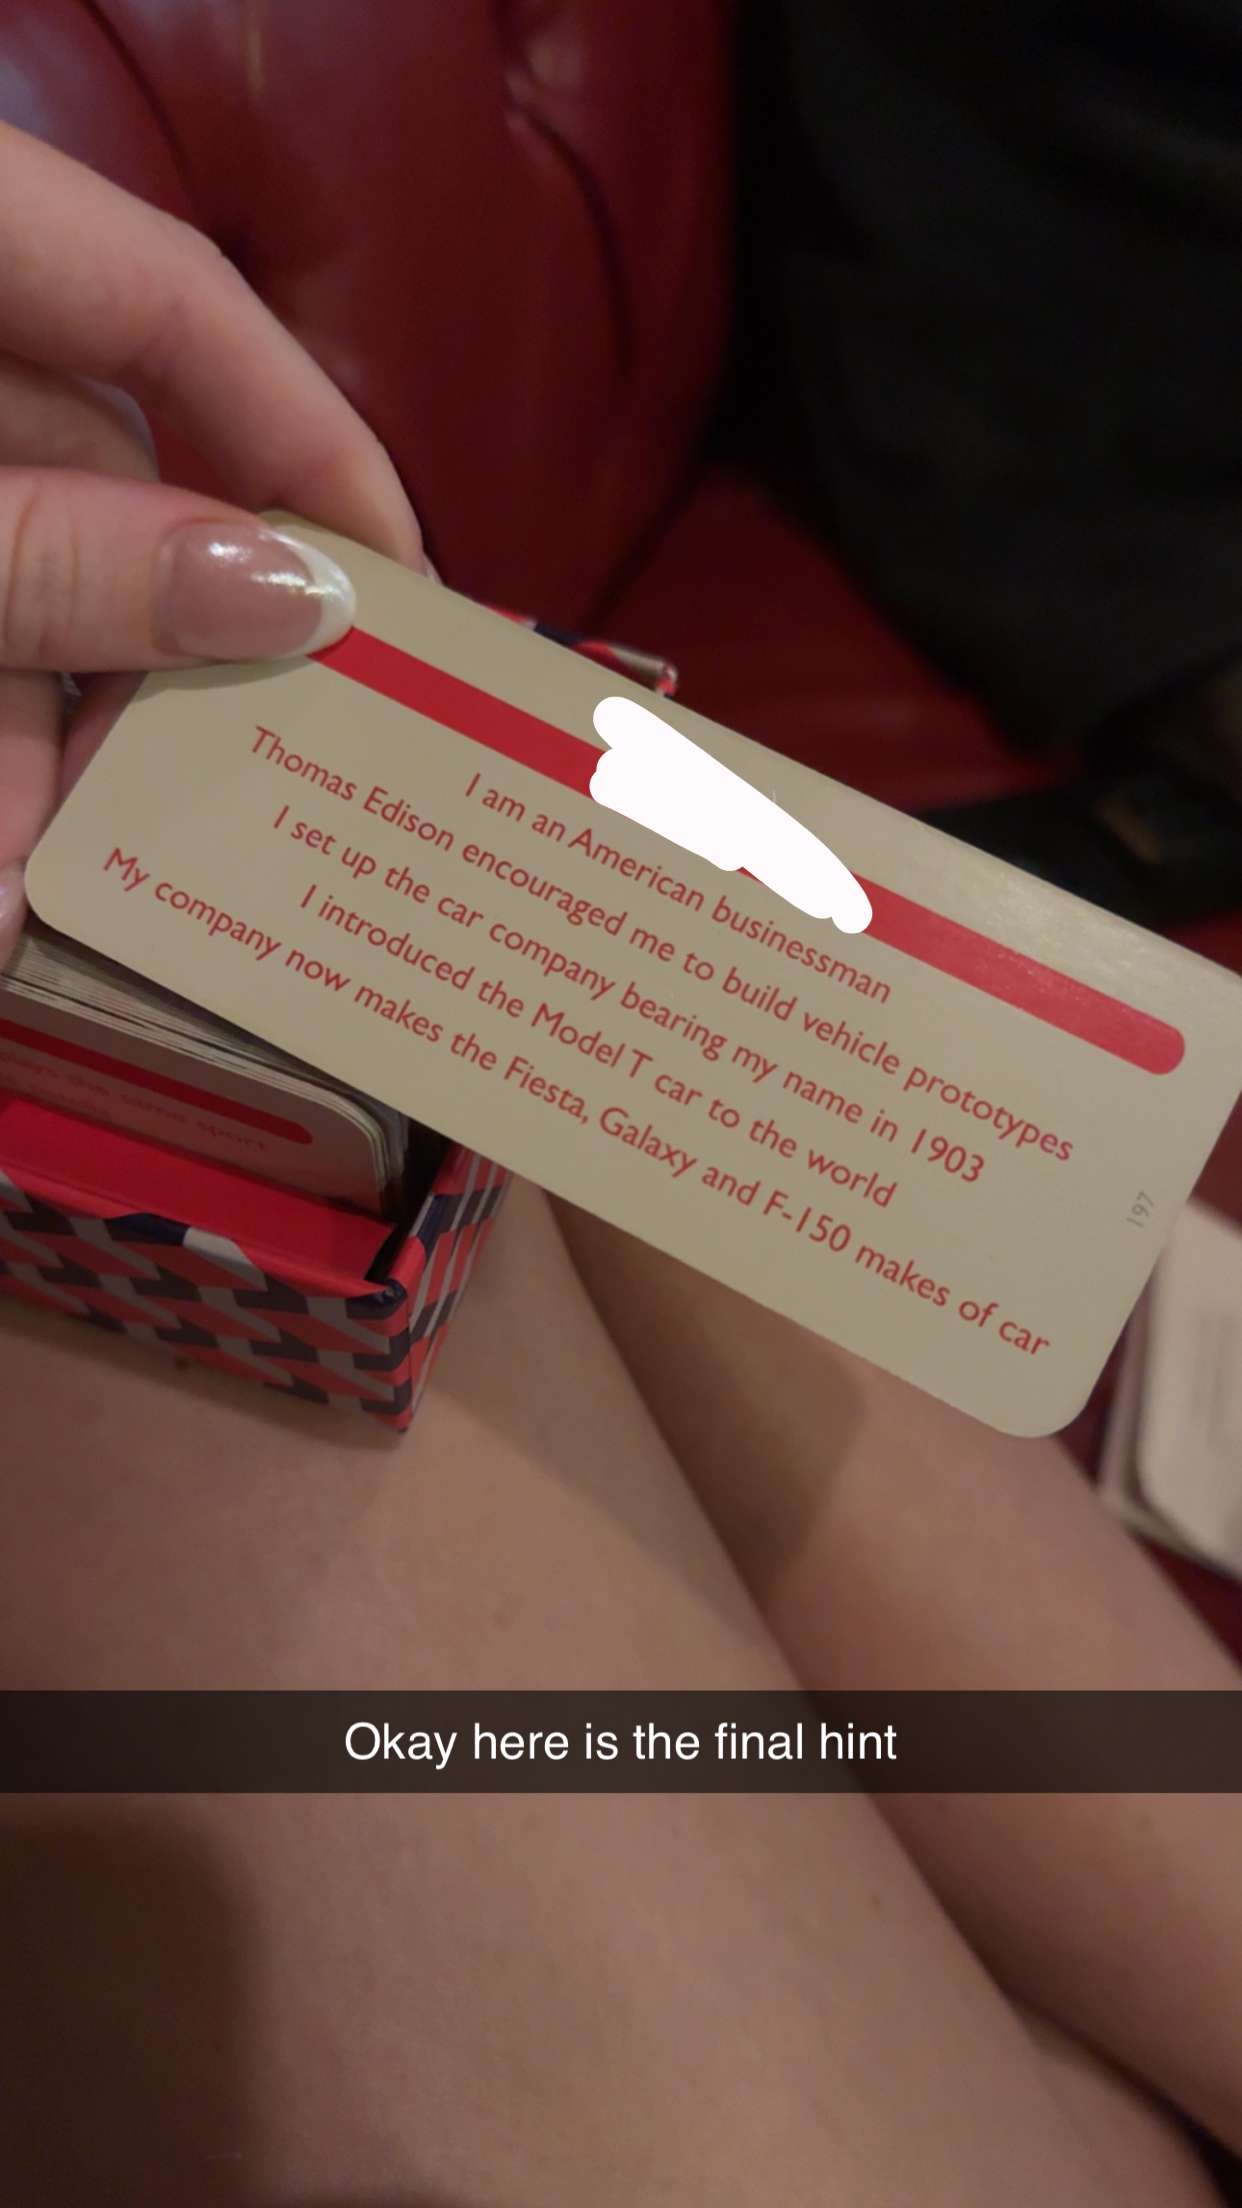 I am an American businessman
Thomas Edison encouraged me to build vehicle prototypes
I set up the car company bearing my name in 1903
I introduced the Model T car to the world
My company now makes the Fiesta, Galaxy and F-150 makes of car
197
same sport
Okay here is the final hint